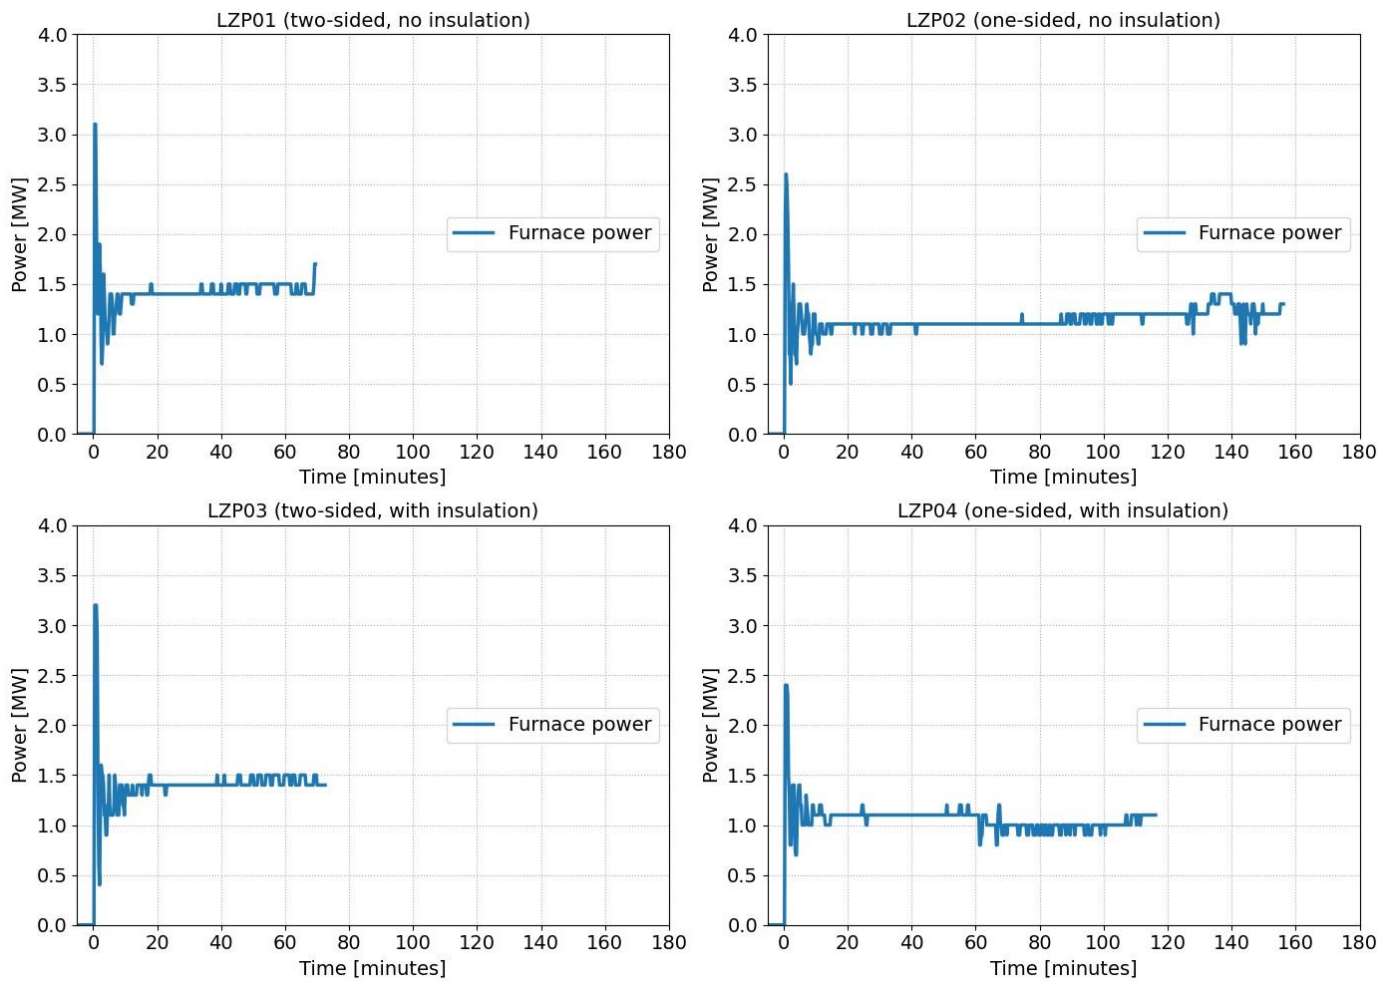 LZP01 (two-sided, no insulation)
LZP02 (one-sided, no insulation)
4.0
3.5
3.0
2.5
2.0
1.5
1.0
0.5
0.0
Power [MW]
Furnace power
0 20 40 60 80 100 120 140 160 180
Time [minutes]
4.0
3.5
3.0
2.5
2.0
1.5
1.0
0.5
0.0
Power [MW]
Furnace power
0 20 40 60 80 100 120 140 160 180
Time [minutes]
LZP03 (two-sided, with insulation)
LZP04 (one-sided, with insulation)
4.0
3.5
3.0
2.5
2.0
1.5
1.0
0.5
0.0
Power [MW]
Furnace power
0 20 40 60 80 100 120 140 160 180
Time [minutes]
4.0
3.5
3.0
2.5
2.0
1.5
1.0
0.5
0.0
Power [MW]
Furnace power
0 20 40 60 80 100 120 140 160 180
Time [minutes]